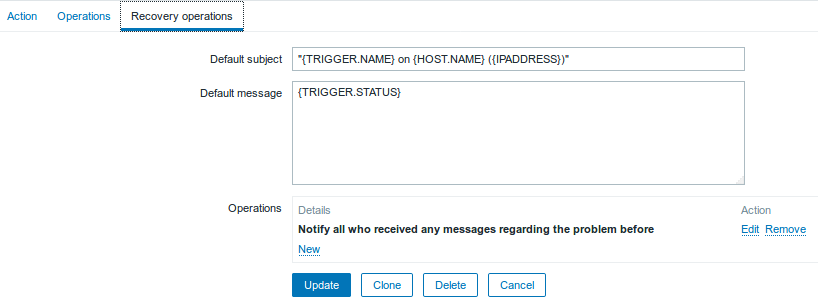 Action Operations Recovery operations
Default subject "{TRIGGER.NAME} on {HOST.NAME} ({IPADDRESS})"
Default message {TRIGGER.STATUS}
Operations Details Action
Notify all who received any messages regarding the problem before Edit Remove
New
Update Clone Delete Cancel